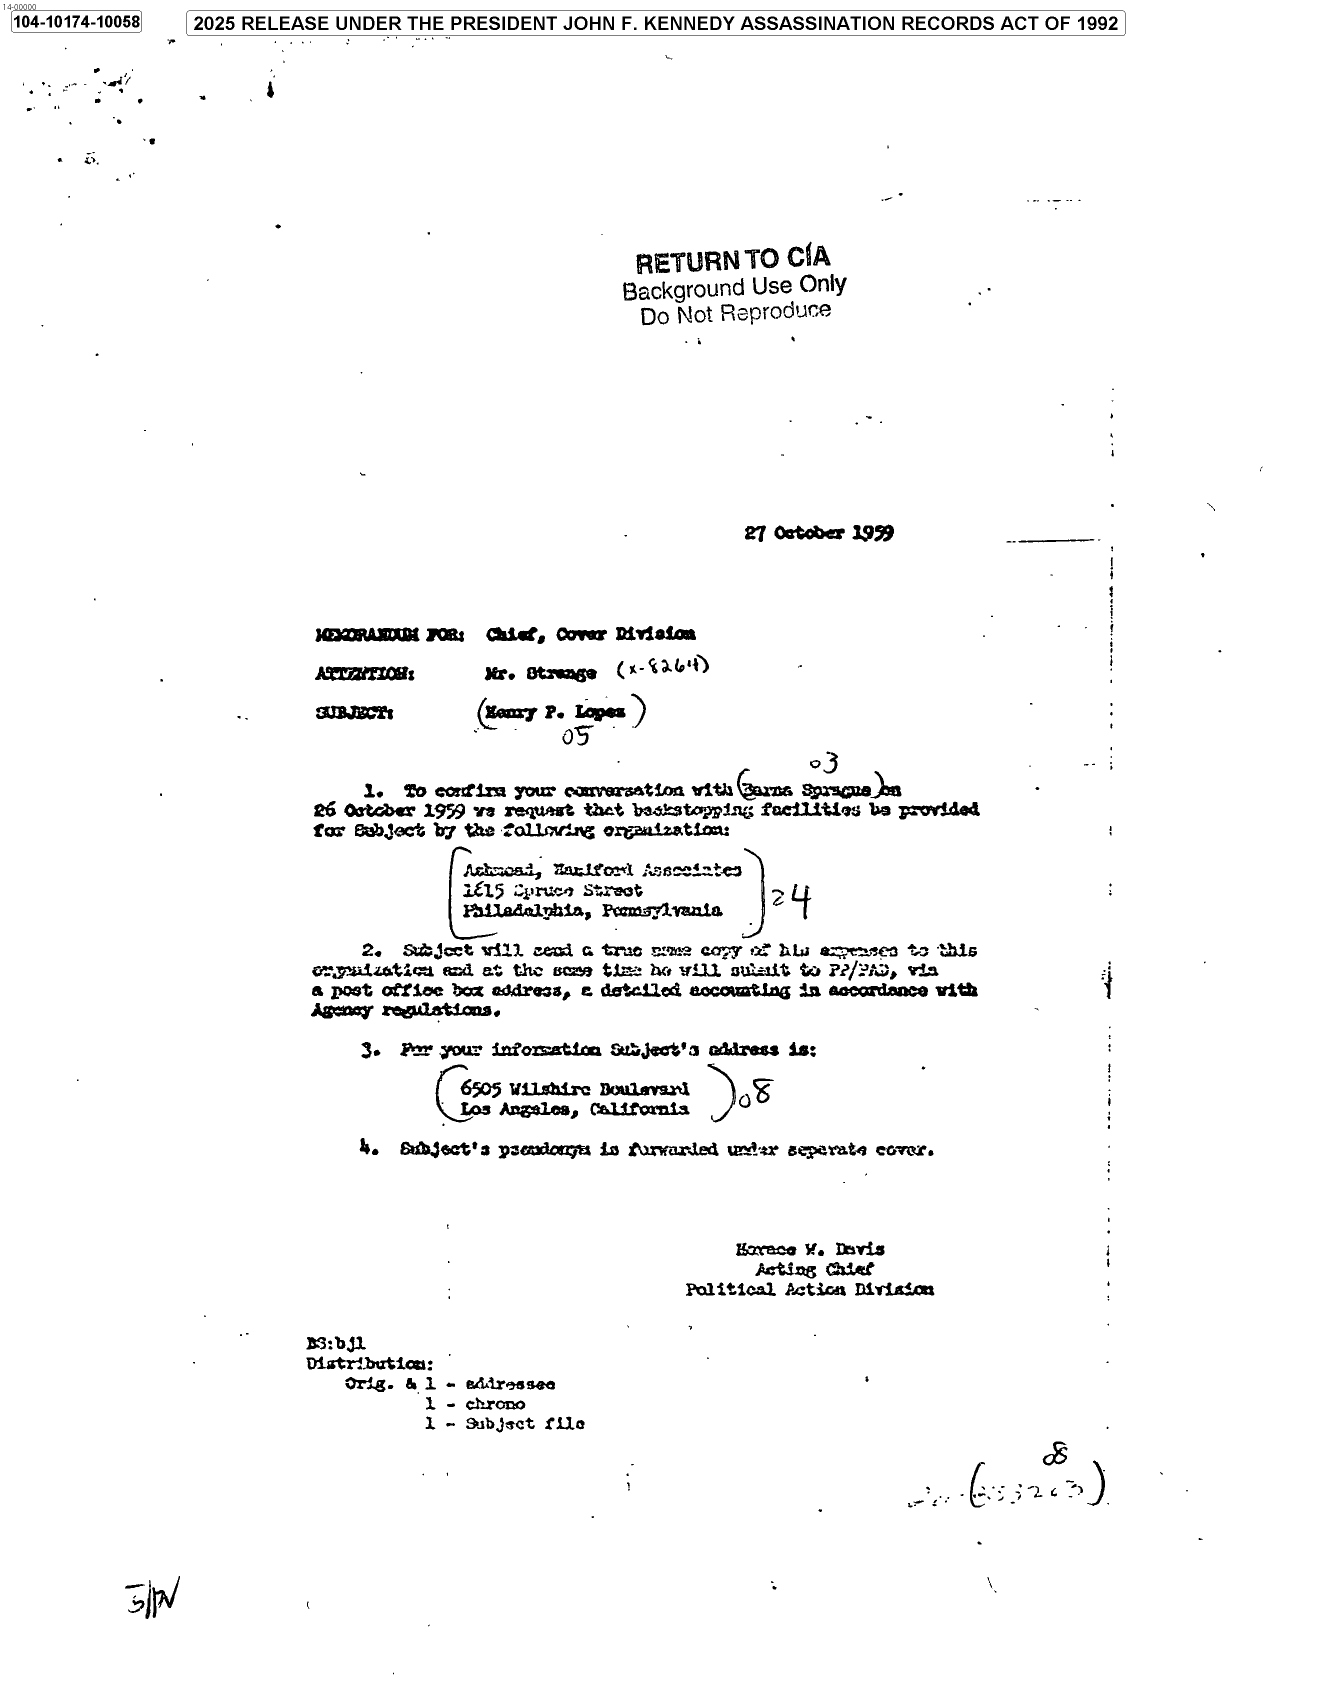 14-00000
104-10174-10058
2025 RELEASE UNDER THE PRESIDENT JOHN F. KENNEDY ASSASSINATION RECORDS ACT OF 1992
RETURN TO CIA
Background Use Only
Do Not Reproduce
27 October 1959
MEMORANDUM FOR: Chief, Cover Division
ATTENTION: Mr. Strange (x-8264)
SUBJECT: (Henry P. Lopez)
05
03
1. To confirm your conversation with (Barna Sprague) on
26 October 1959 we request that backstopping facilities be provided
for Subject by the following organization:
Ashmead, Associates
1615 Spruce Street
24
Philadelphia, Pennsylvania
2. Subject will send a true name copy of his expenses to this
organization and at the same time he will submit to PP/PAD, via
a post office box address, a detailed accounting in accordance with
Agency regulations.
3. For your information Subject's address is:
(6505 Wilshire Boulevard
Los Angeles, California) 08
4. Subject's pseudonym is forwarded under separate cover.
Horace W. Davis
Acting Chief
Political Action Division
BS:bjl
Distribution:
Orig. & 1 - addressee
1 - chrono
1 - Subject file
08